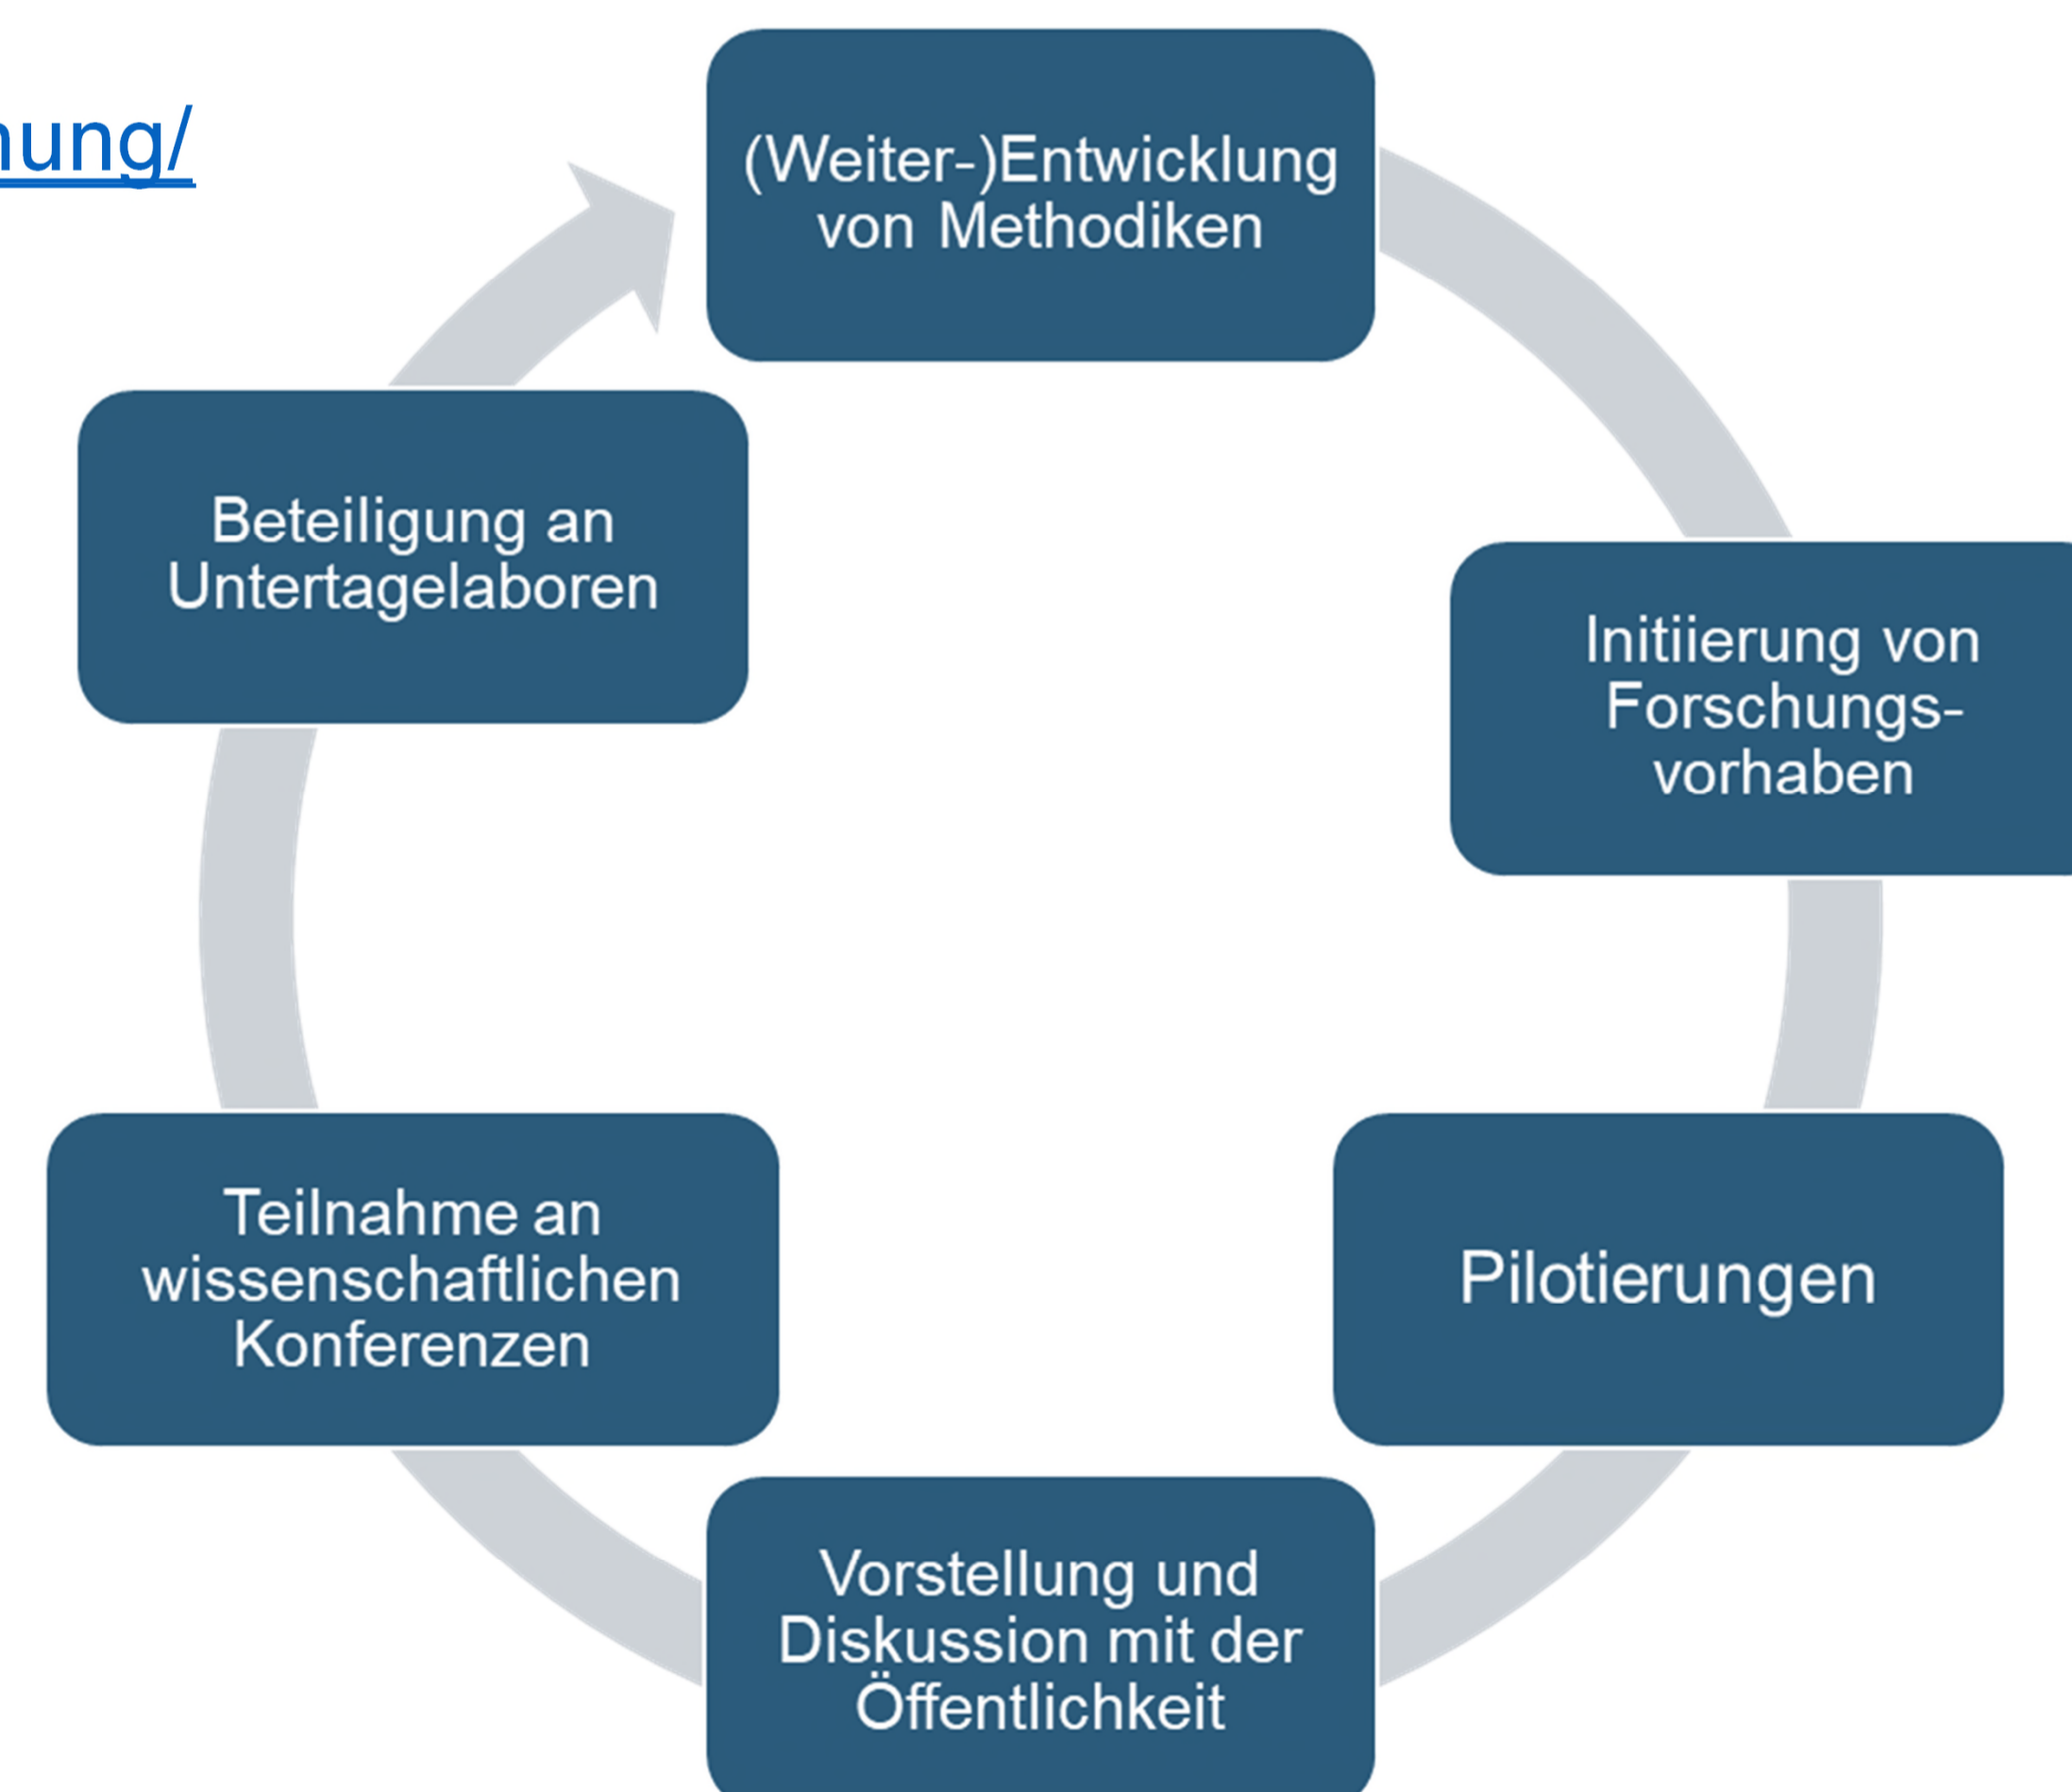 nung/
(Weiter-)Entwicklung
von Methodiken
Beteiligung an
Untertagelaboren
Initiierung von
Forschungs-
vorhaben
Teilnahme an
wissenschaftlichen
Konferenzen
Pilotierungen
Vorstellung und
Diskussion mit der
Öffentlichkeit